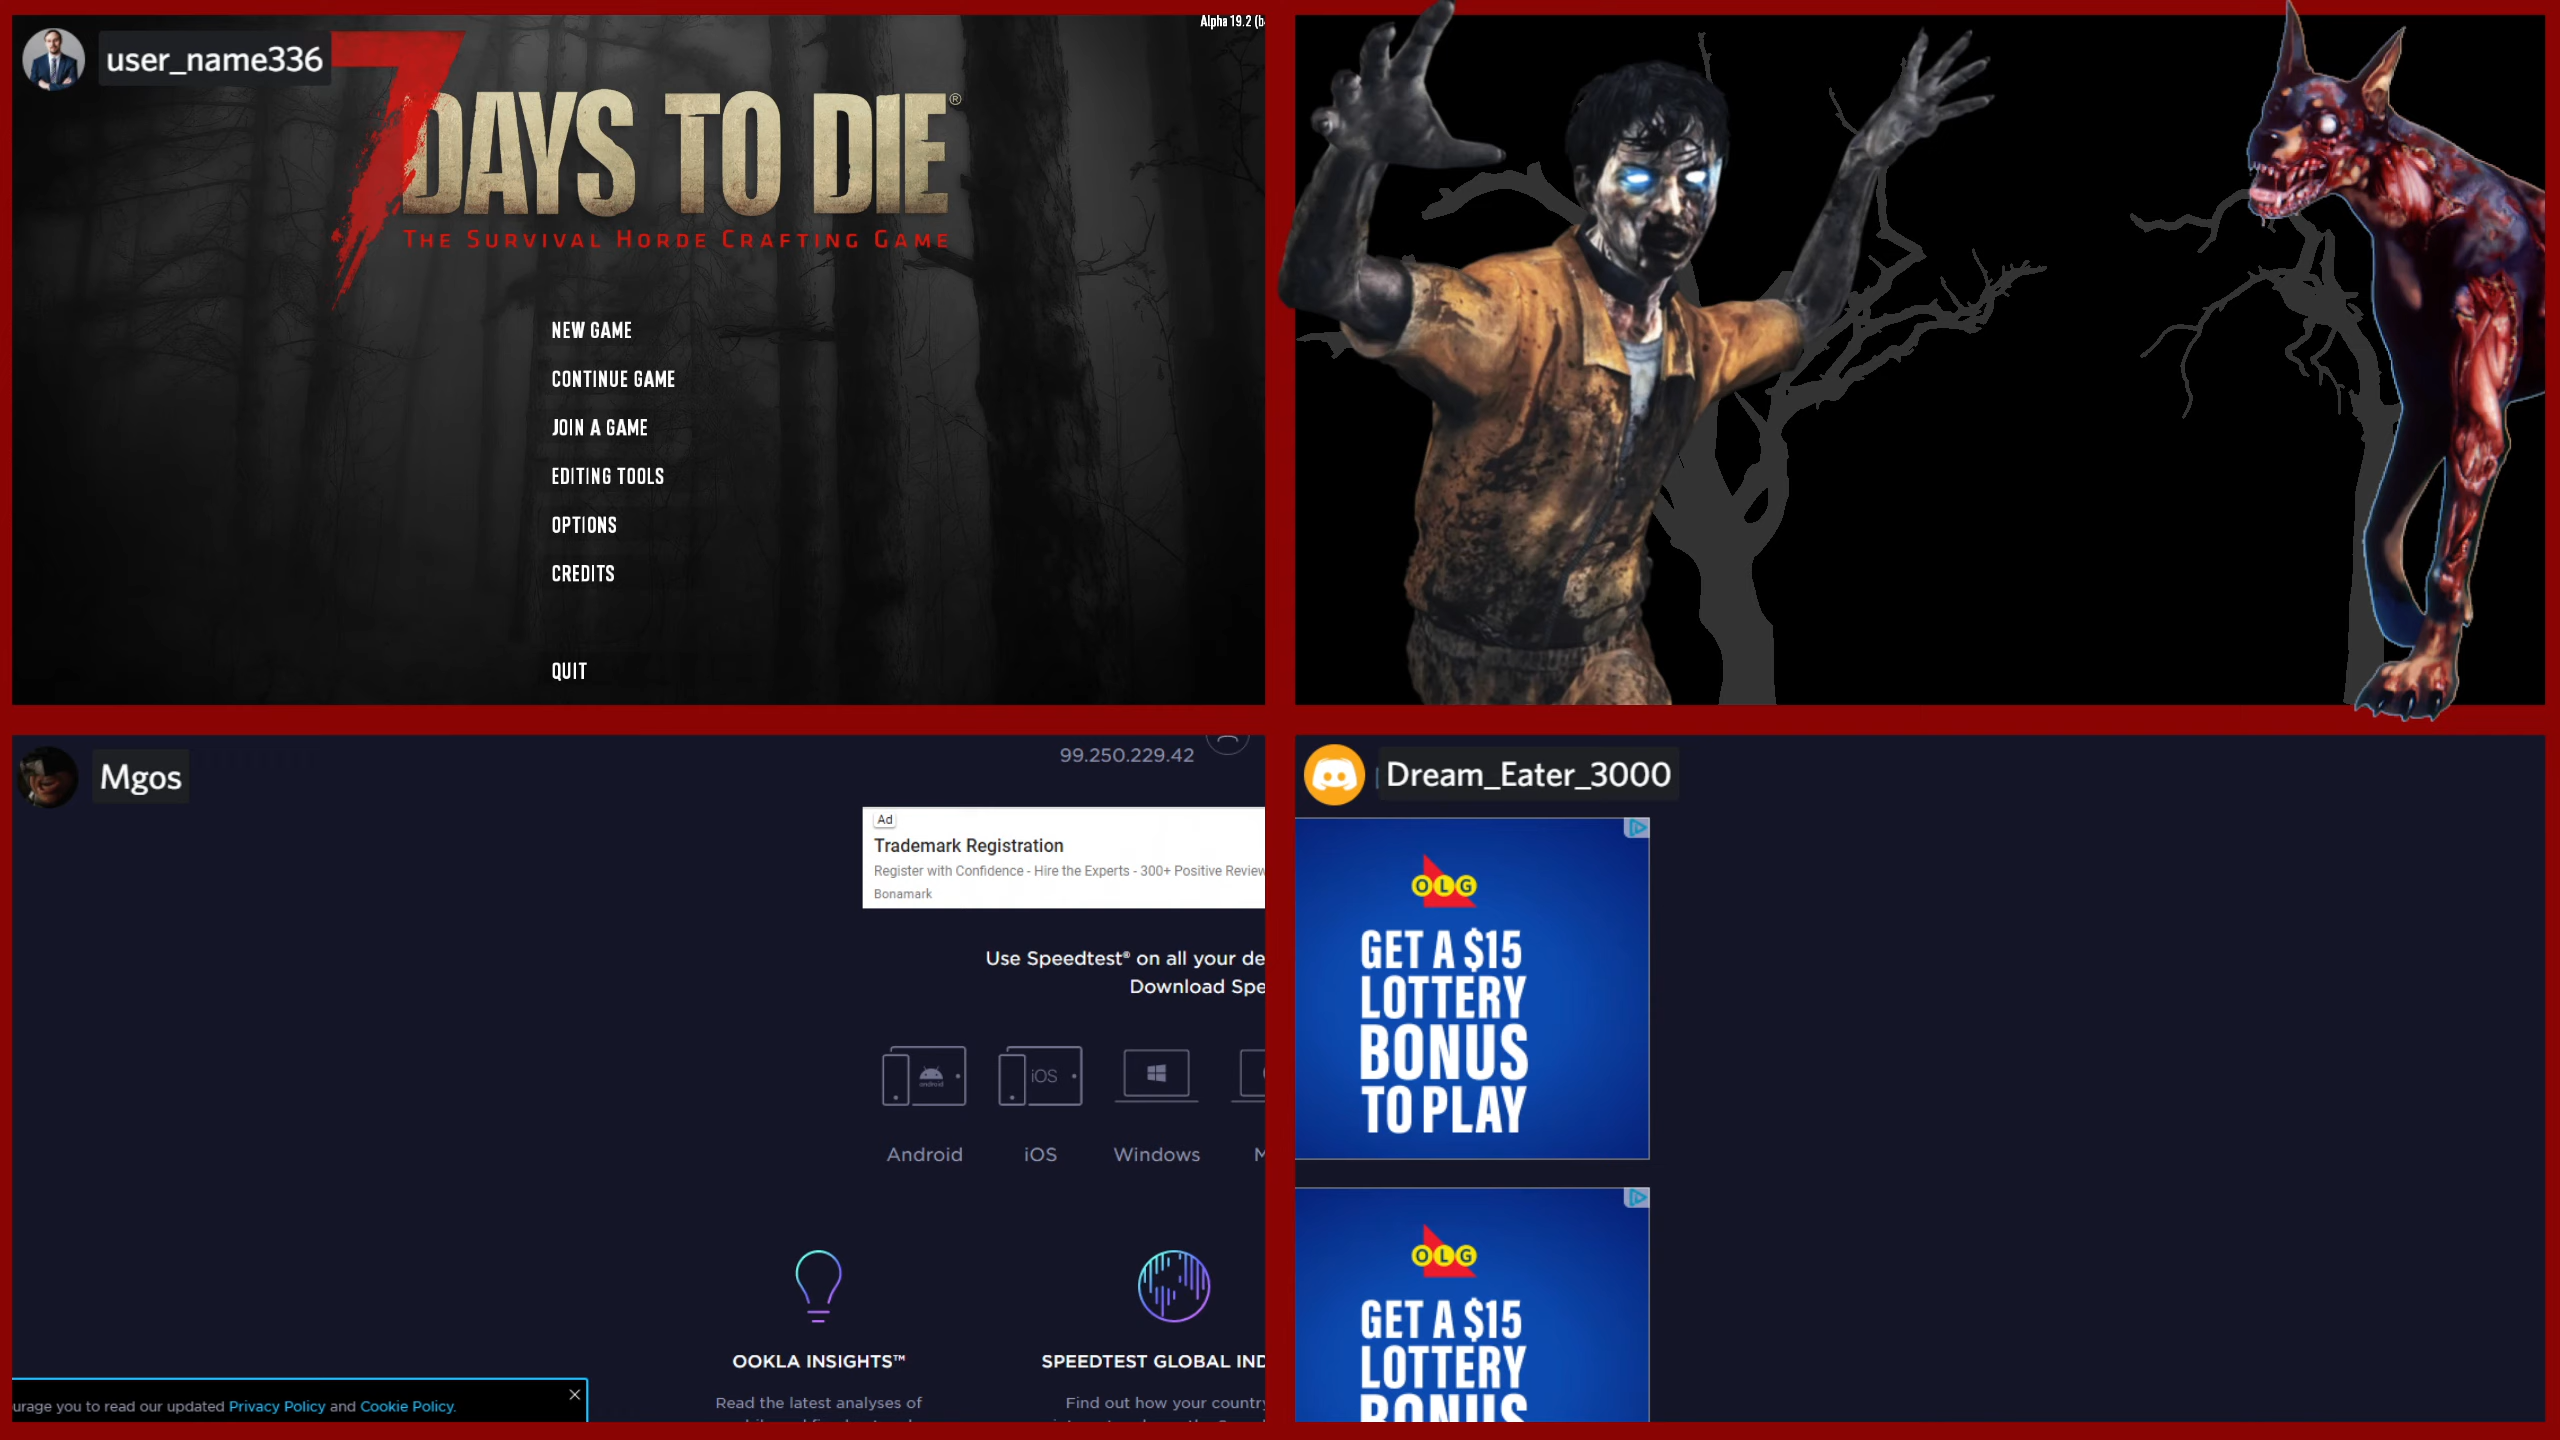 Alpha 19.2 (b
user_name336
7 DAYS TO DIE®
THE SURVIVAL HORDE CRAFTING GAME
NEW GAME
CONTINUE GAME
JOIN A GAME
EDITING TOOLS
OPTIONS
CREDITS
QUIT
Mgos
99.250.229.42
Ad
Trademark Registration
Register with Confidence - Hire the Experts - 300+ Positive Review
Bonamark
Use Speedtest® on all your de
Download Spe
android
iOS
Android
iOS
Windows
M
OOKLA INSIGHTS™
Read the latest analyses of
SPEEDTEST GLOBAL IND
Find out how your country
urage you to read our updated Privacy Policy and Cookie Policy.
Dream_Eater_3000
OLG
GET A $15
LOTTERY
BONUS
TO PLAY
OLG
GET A $15
LOTTERY
BONUS